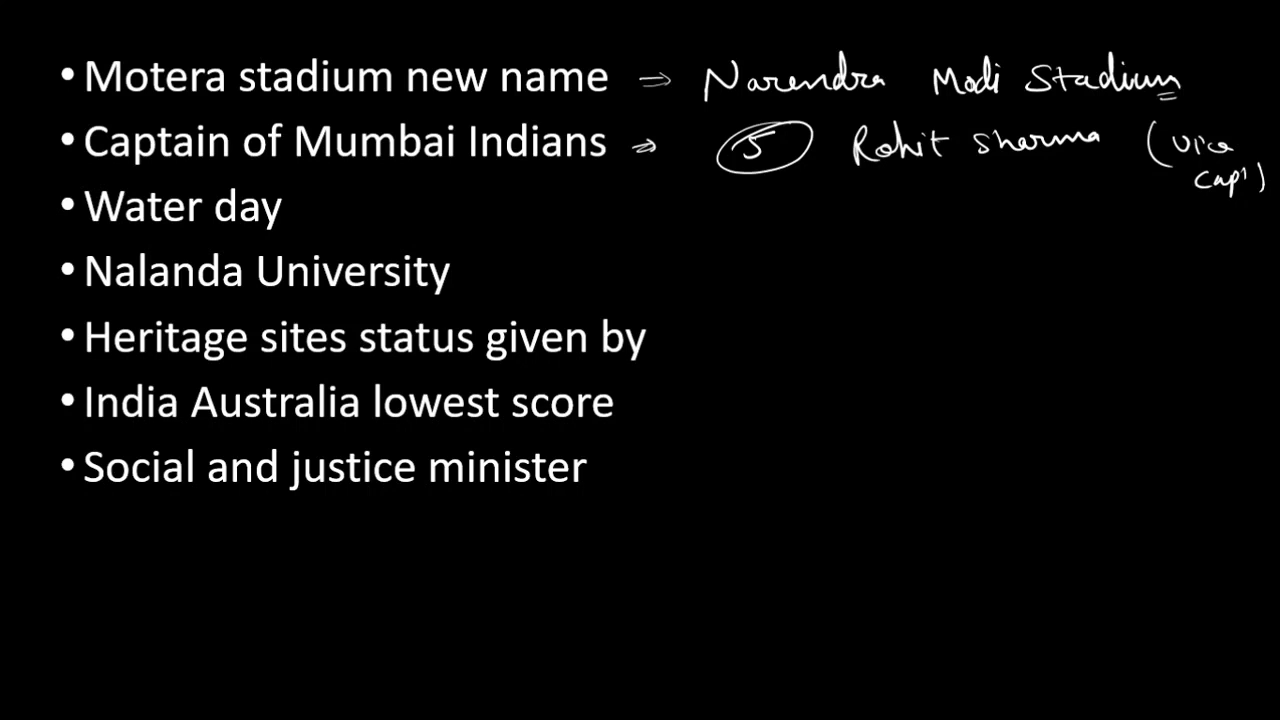 • Motera stadium new name → Narendra Modi Stadium
• Captain of Mumbai Indians → 5 Rohit Sharma (Vice
Cap')
• Water day
• Nalanda University
• Heritage sites status given by
• India Australia lowest score
• Social and justice minister